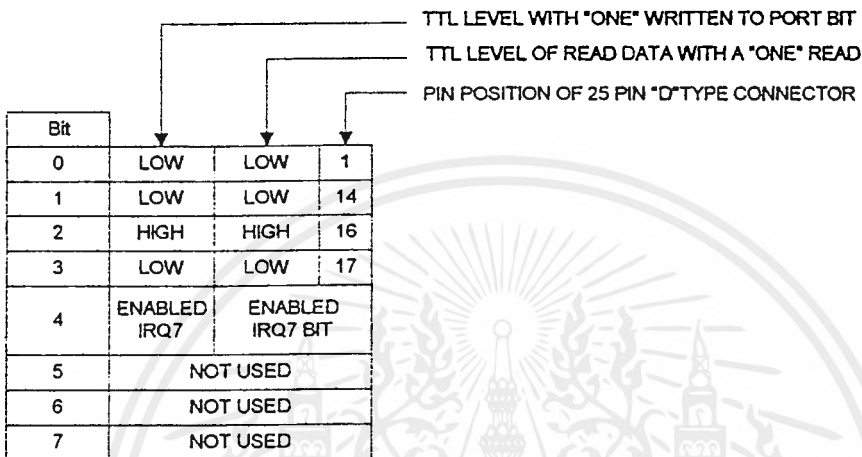 TTL LEVEL WITH "ONE" WRITTEN TO PORT BIT
TTL LEVEL OF READ DATA WITH A "ONE" READ
PIN POSITION OF 25 PIN "D"TYPE CONNECTOR
Bit
0 LOW LOW 1
1 LOW LOW 14
2 HIGH HIGH 16
3 LOW LOW 17
4 ENABLED IRQ7 ENABLED IRQ7 BIT
5 NOT USED
6 NOT USED
7 NOT USED